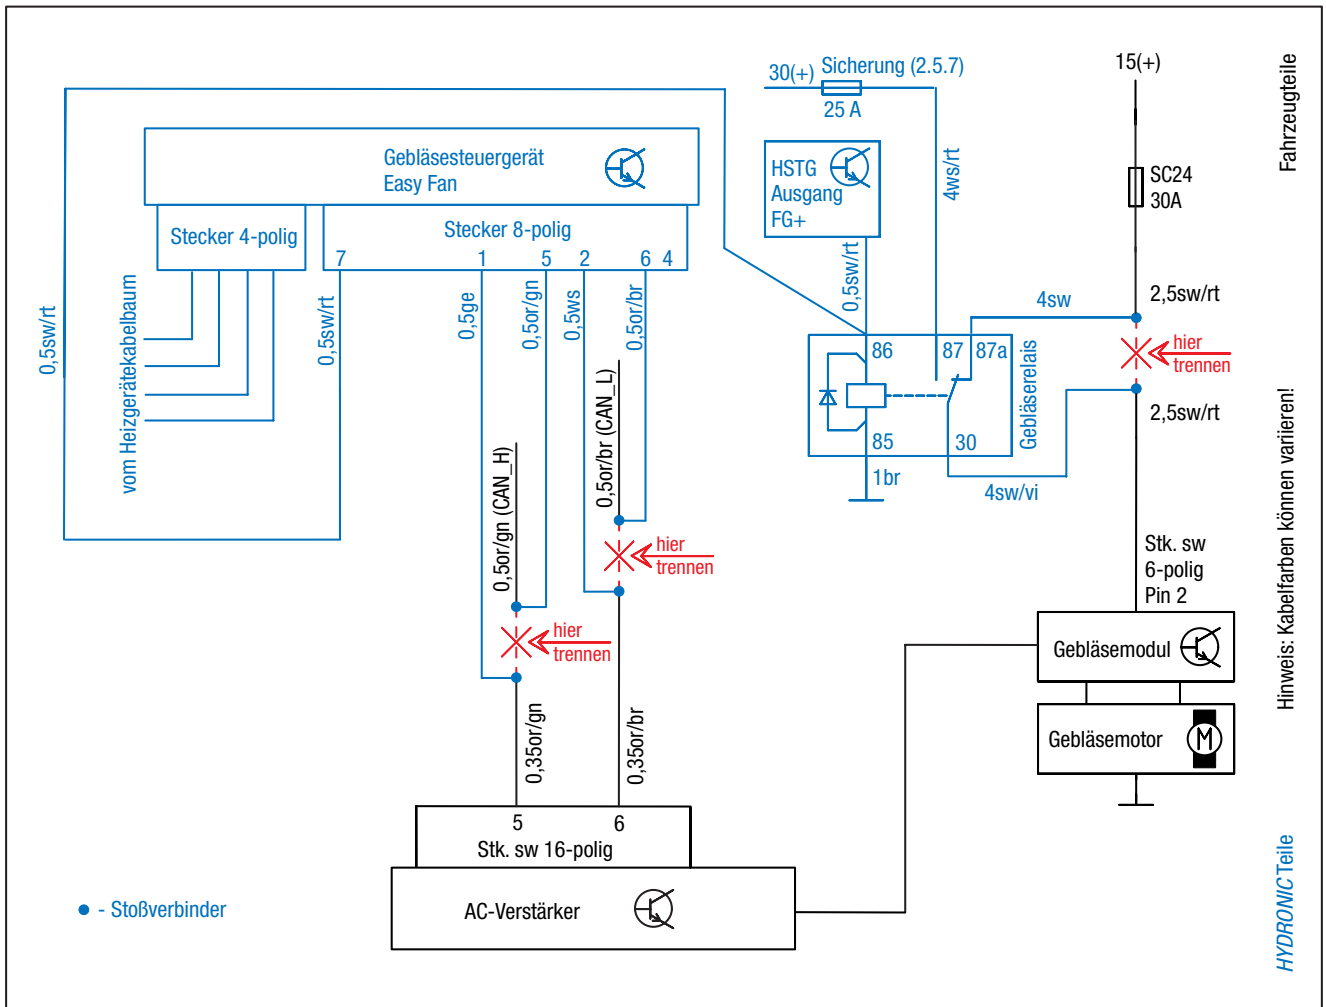 30(+)
Sicherung (2.5.7)
25 A
15(+)
Fahrzeugteile
Gebläsesteuergerät
Easy Fan
HSTG
Ausgang
FG+
4ws/rt
SC24
30A
Stecker 4-polig
Stecker 8-polig
7
1
5
2
6
4
0,5sw/rt
vom Heizgerätekabelbaum
0,5sw/rt
0,5ge
0,5or/gn
0,5ws
0,5or/br
0,5sw/rt
4sw
2,5sw/rt
86
87
87a
Gebläserelais
hier
trennen
85
30
2,5sw/rt
1br
4sw/vi
0,5or/gn (CAN_H)
0,5or/br (CAN_L)
hier
trennen
hier
trennen
Stk. sw
6-polig
Pin 2
Hinweis: Kabelfarben können variieren!
Gebläsemodul
Gebläsemotor
M
0,35or/gn
0,35or/br
5
6
Stk. sw 16-polig
AC-Verstärker
- Stoßverbinder
HYDRONIC Teile